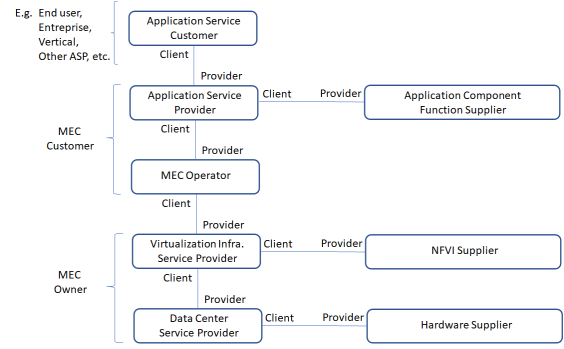 E.g. End user,
Entreprise,
Vertical,
Other ASP, etc.
Application Service
Customer
Client
Provider
Application Service
Provider
Client
Provider
Application Component
Function Supplier
MEC
Customer
Client
Provider
MEC Operator
Client
Provider
Virtualization Infra.
Service Provider
Client
Provider
NFVI Supplier
MEC
Owner
Client
Provider
Data Center
Service Provider
Client
Provider
Hardware Supplier